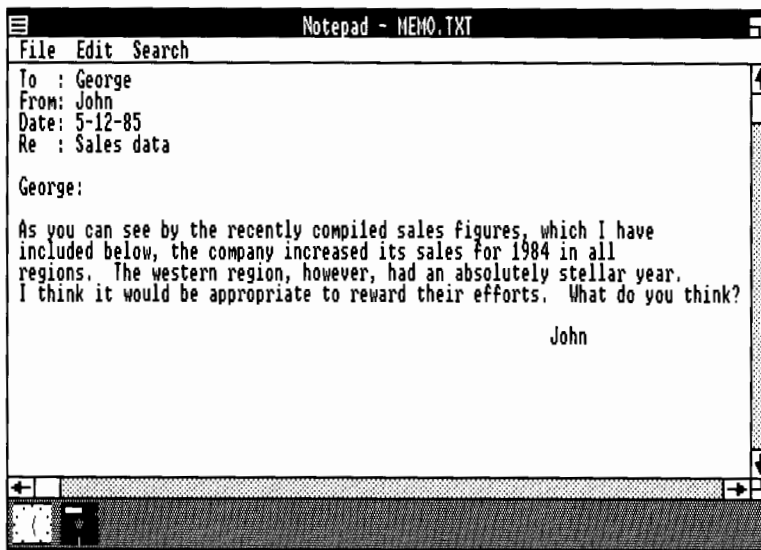 Notepad - MEMO.TXT
File Edit Search
To  : George
From: John
Date: 5-12-85
Re  : Sales data
George:
As you can see by the recently compiled sales figures, which I have
included below, the company increased its sales for 1984 in all
regions.  The western region, however, had an absolutely stellar year.
I think it would be appropriate to reward their efforts.  What do you think?
John